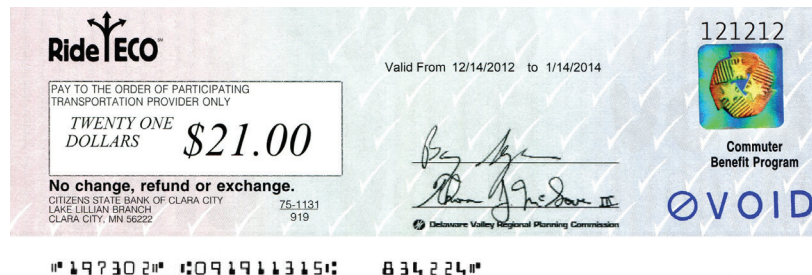 Ride ECO
121212
Valid From 12/14/2012 to 1/14/2014
PAY TO THE ORDER OF PARTICIPATING
TRANSPORTATION PROVIDER ONLY
TWENTY ONE
DOLLARS
$21.00
Commuter
Benefit Program
No change, refund or exchange.
CITIZENS STATE BANK OF CLARA CITY
LAKE LILLIAN BRANCH
CLARA CITY, MN 56222
75-1131
919
Delaware Valley Regional Planning Commission
VOID
⑈197302⑈ ⑆091911315⑆ 834224⑈